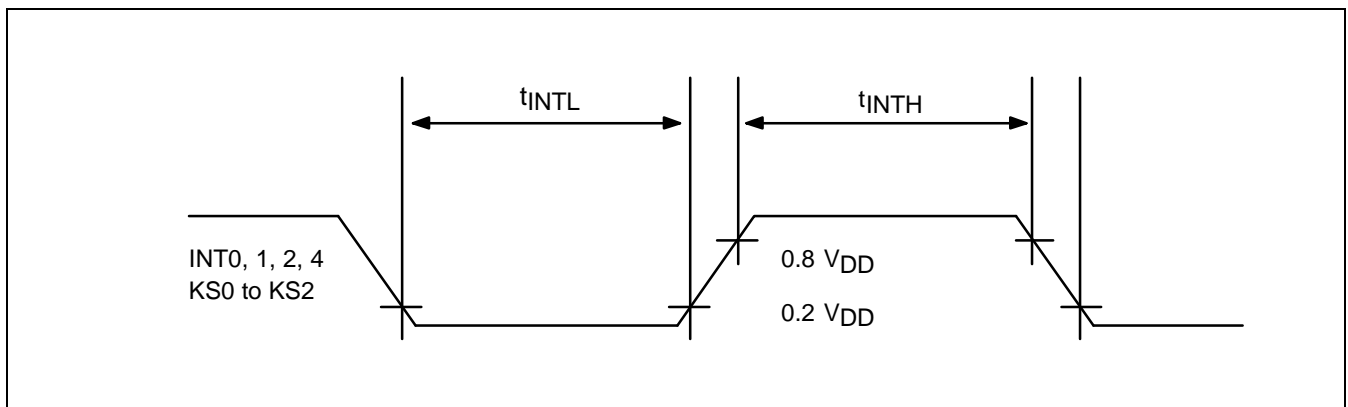 tINTL
tINTH
INT0, 1, 2, 4
KS0 to KS2
0.8 VDD
0.2 VDD